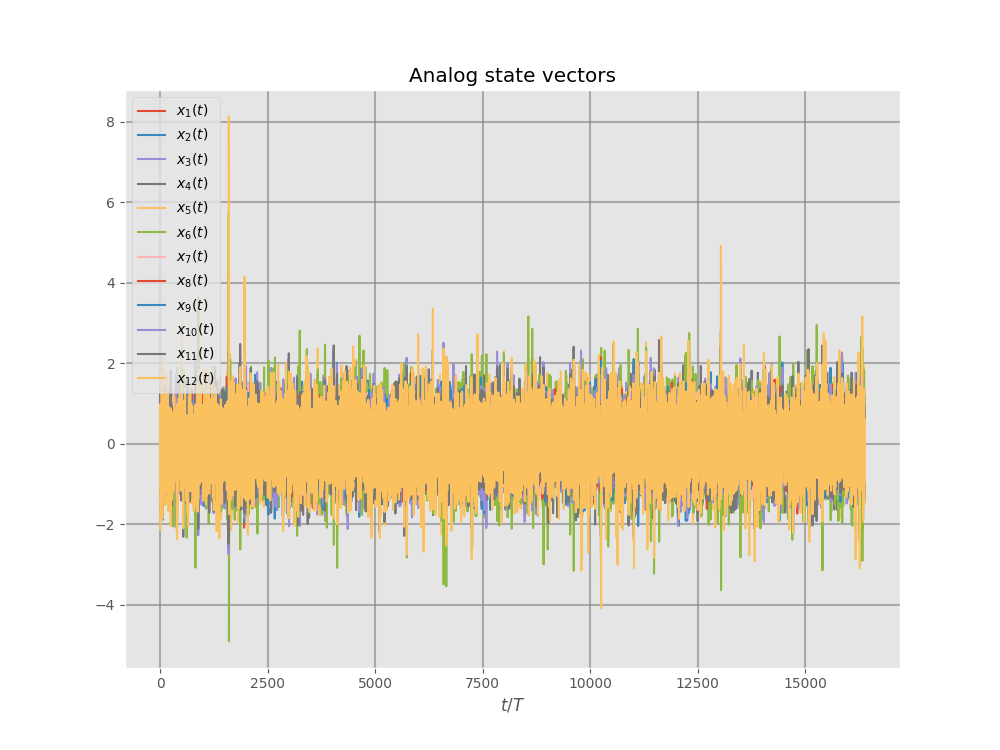 Analog state vectors
x₁(t)
x₂(t)
x₃(t)
x₄(t)
x₅(t)
x₆(t)
x₇(t)
x₈(t)
x₉(t)
x₁₀(t)
x₁₁(t)
x₁₂(t)
8
6
4
2
0
−2
−4
0 2500 5000 7500 10000 12500 15000
t/T